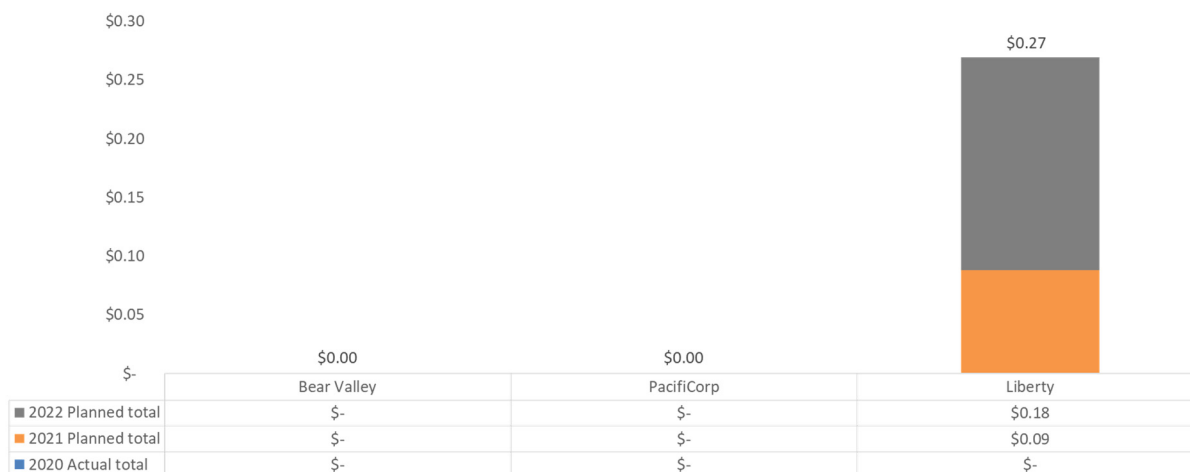 $0.30
$0.27
$0.25
$0.20
$0.15
$0.10
$0.05
$0.00 $0.00
$-
Bear Valley PacifiCorp Liberty
2022 Planned total $- $- $0.18
2021 Planned total $- $- $0.09
2020 Actual total $- $- $-